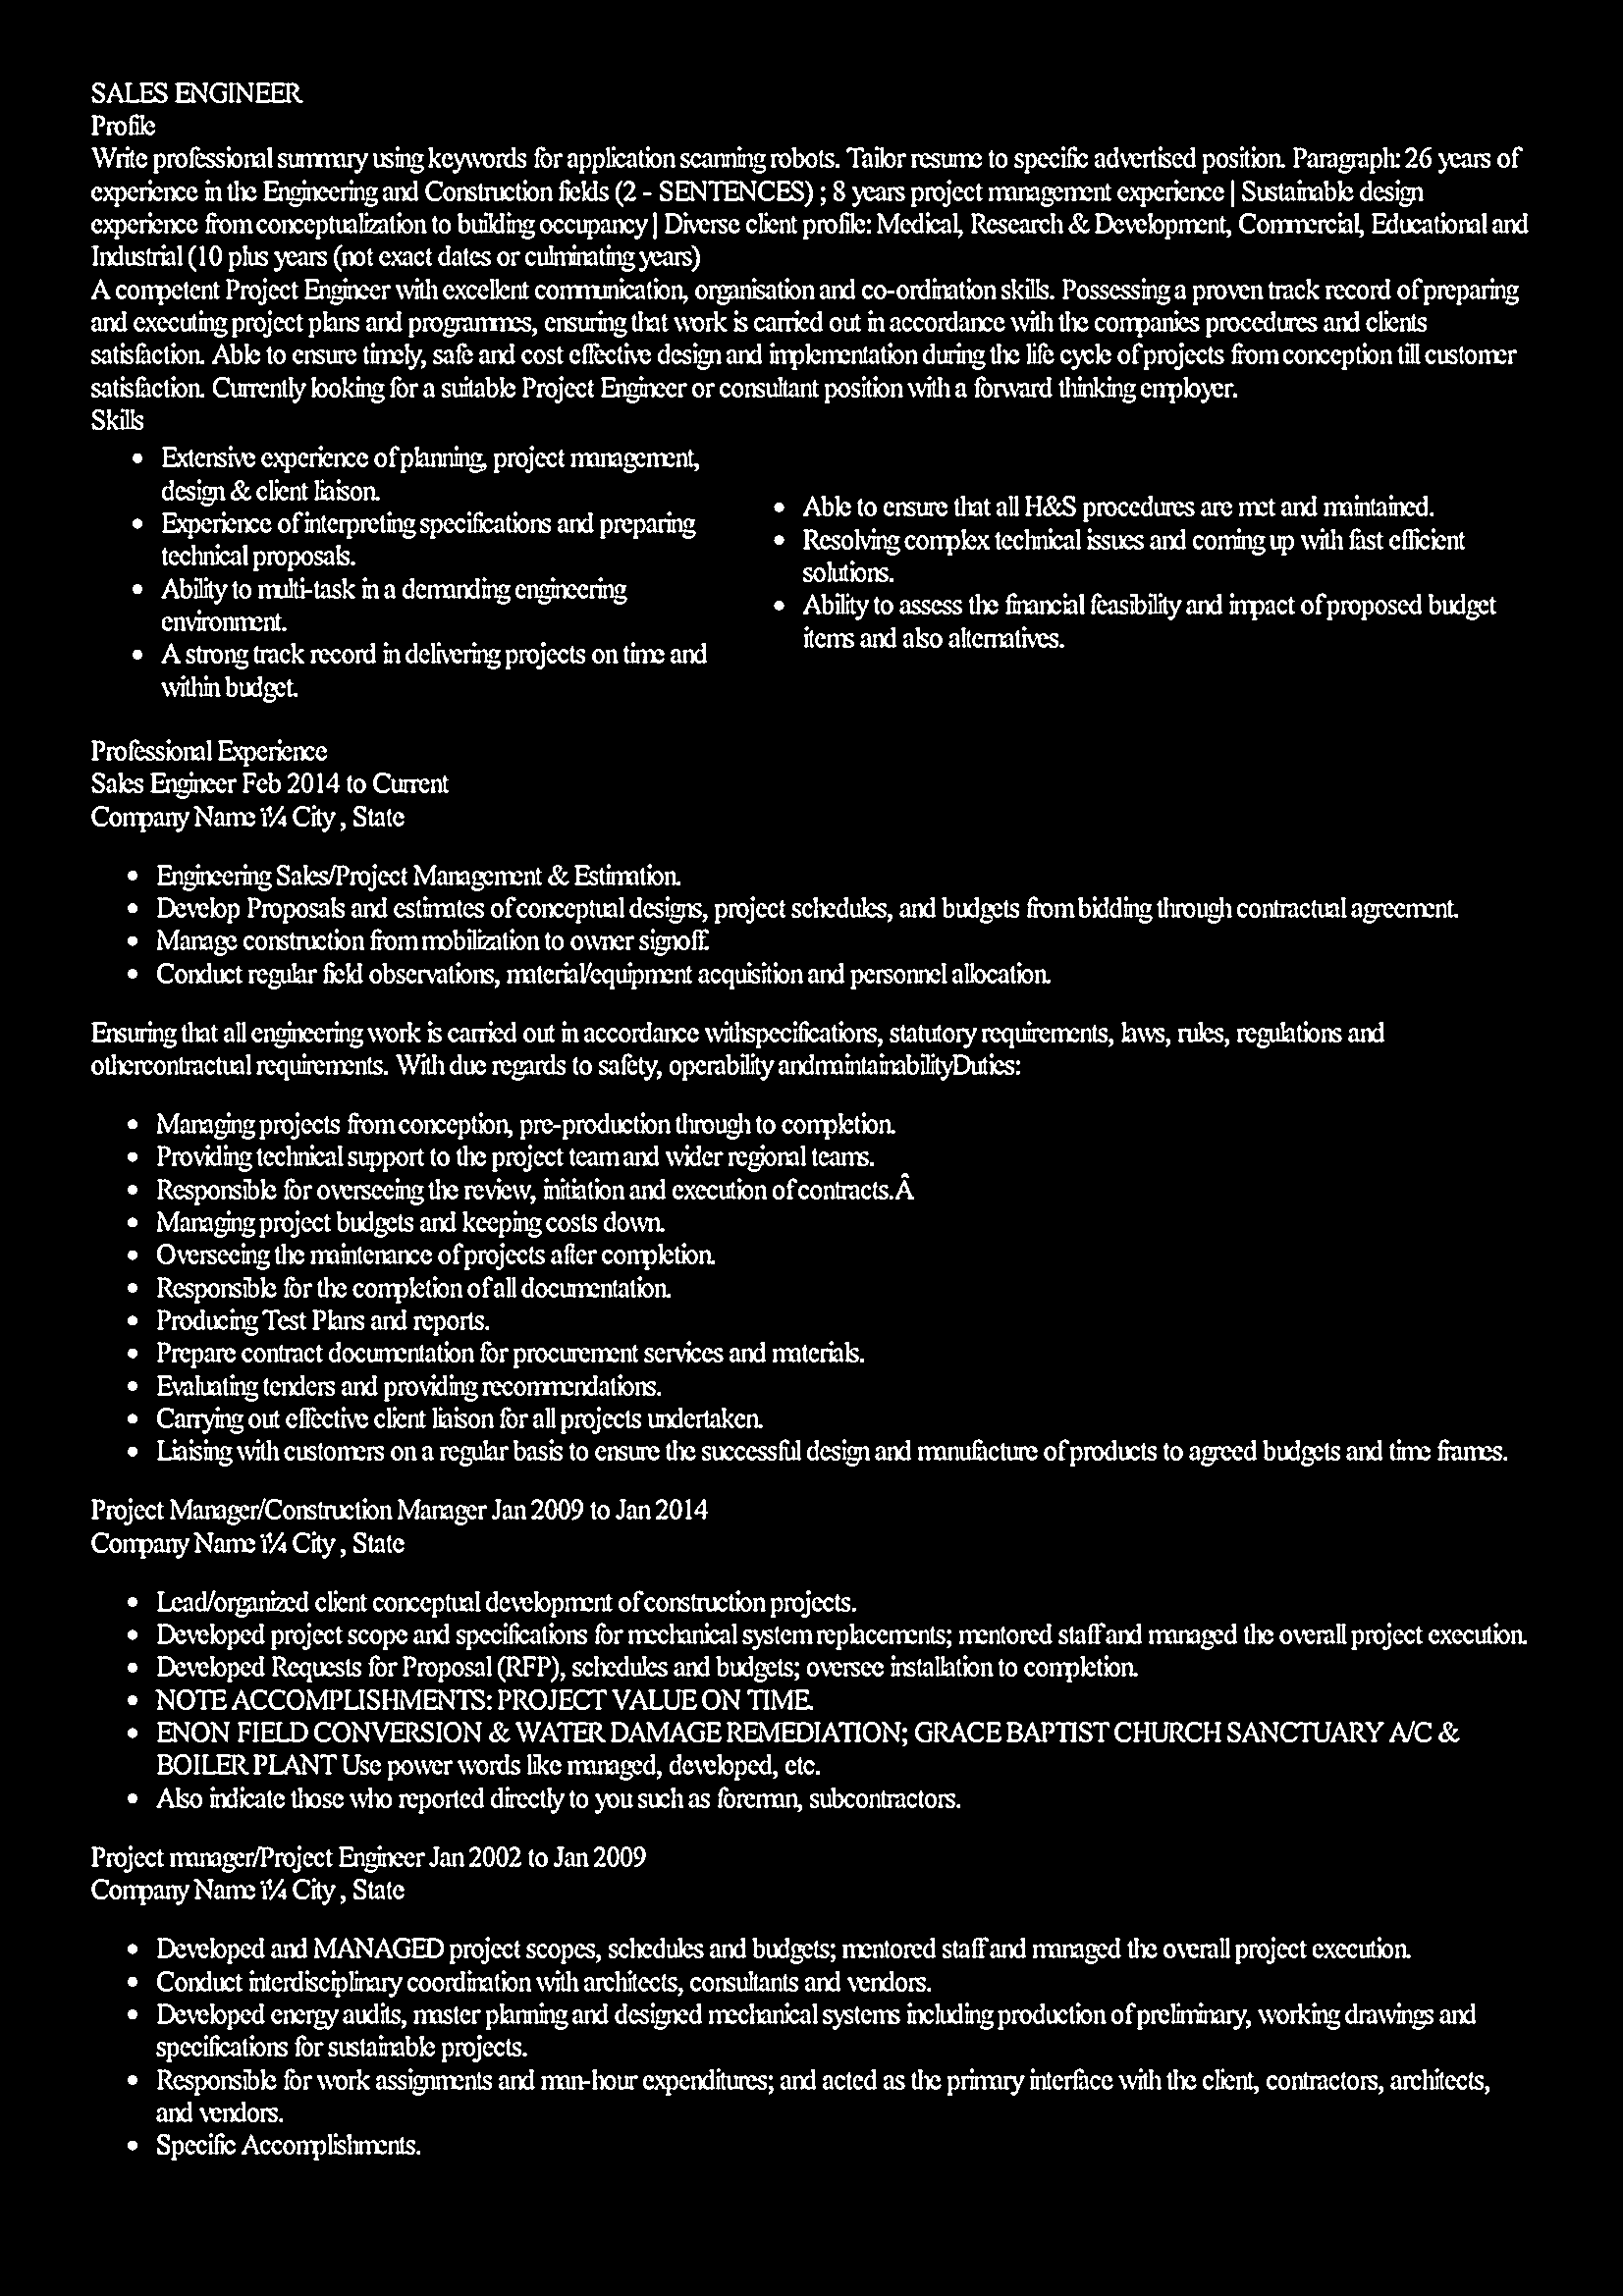 SALES ENGINEER
Profile
Write professional summary using keywords for application scanning robots. Tailor resume to specific advertised position. Paragraph: 26 years of
experience in the Engineering and Construction fields (2 - SENTENCES) ; 8 years project management experience | Sustainable design
experience from conceptualization to building occupancy | Diverse client profile: Medical, Research & Development, Commercial, Educational and
Industrial (10 plus years (not exact dates or culminating years)
A competent Project Engineer with excellent communication, organisation and co-ordination skills. Possessing a proven track record of preparing
and executing project plans and programmes, ensuring that work is carried out in accordance with the companies procedures and clients
satisfaction. Able to ensure timely, safe and cost effective design and implementation during the life cycle of projects from conception till customer
satisfaction. Currently looking for a suitable Project Engineer or consultant position with a forward thinking employer.
Skills
• Extensive experience of planning, project management,
design & client liaison.
• Experience of interpreting specifications and preparing
technical proposals.
• Ability to multi-task in a demanding engineering
environment.
• A strong track record in delivering projects on time and
within budget.
• Able to ensure that all H&S procedures are met and maintained.
• Resolving complex technical issues and coming up with fast efficient
solutions.
• Ability to assess the financial feasibility and impact of proposed budget
items and also alternatives.
Professional Experience
Sales Engineer Feb 2014 to Current
Company Name ï¼ City , State
• Engineering Sales/Project Management & Estimation.
• Develop Proposals and estimates of conceptual designs, project schedules, and budgets from bidding through contractual agreement.
• Manage construction from mobilization to owner signoff.
• Conduct regular field observations, material/equipment acquisition and personnel allocation.
Ensuring that all engineering work is carried out in accordance withspecifications, statutory requirements, laws, rules, regulations and
othercontractual requirements. With due regards to safety, operability andmaintainabilityDuties:
• Managing projects from conception, pre-production through to completion.
• Providing technical support to the project team and wider regional teams.
• Responsible for overseeing the review, initiation and execution of contracts.Â
• Managing project budgets and keeping costs down.
• Overseeing the maintenance of projects after completion.
• Responsible for the completion of all documentation.
• Producing Test Plans and reports.
• Prepare contract documentation for procurement services and materials.
• Evaluating tenders and providing recommendations.
• Carrying out effective client liaison for all projects undertaken.
• Liaising with customers on a regular basis to ensure the successful design and manufacture of products to agreed budgets and time frames.
Project Manager/Construction Manager Jan 2009 to Jan 2014
Company Name ï¼ City , State
• Lead/organized client conceptual development of construction projects.
• Developed project scope and specifications for mechanical system replacements; mentored staff and managed the overall project execution.
• Developed Requests for Proposal (RFP), schedules and budgets; oversee installation to completion.
• NOTE ACCOMPLISHMENTS: PROJECT VALUE ON TIME.
• ENON FIELD CONVERSION & WATER DAMAGE REMEDIATION; GRACE BAPTIST CHURCH SANCTUARY A/C &
BOILER PLANT Use power words like managed, developed, etc.
• Also indicate those who reported directly to you such as foreman, subcontractors.
Project manager/Project Engineer Jan 2002 to Jan 2009
Company Name ï¼ City , State
• Developed and MANAGED project scopes, schedules and budgets; mentored staff and managed the overall project execution.
• Conduct interdisciplinary coordination with architects, consultants and vendors.
• Developed energy audits, master planning and designed mechanical systems including production of preliminary, working drawings and
specifications for sustainable projects.
• Responsible for work assignments and man-hour expenditures; and acted as the primary interface with the client, contractors, architects,
and vendors.
• Specific Accomplishments.